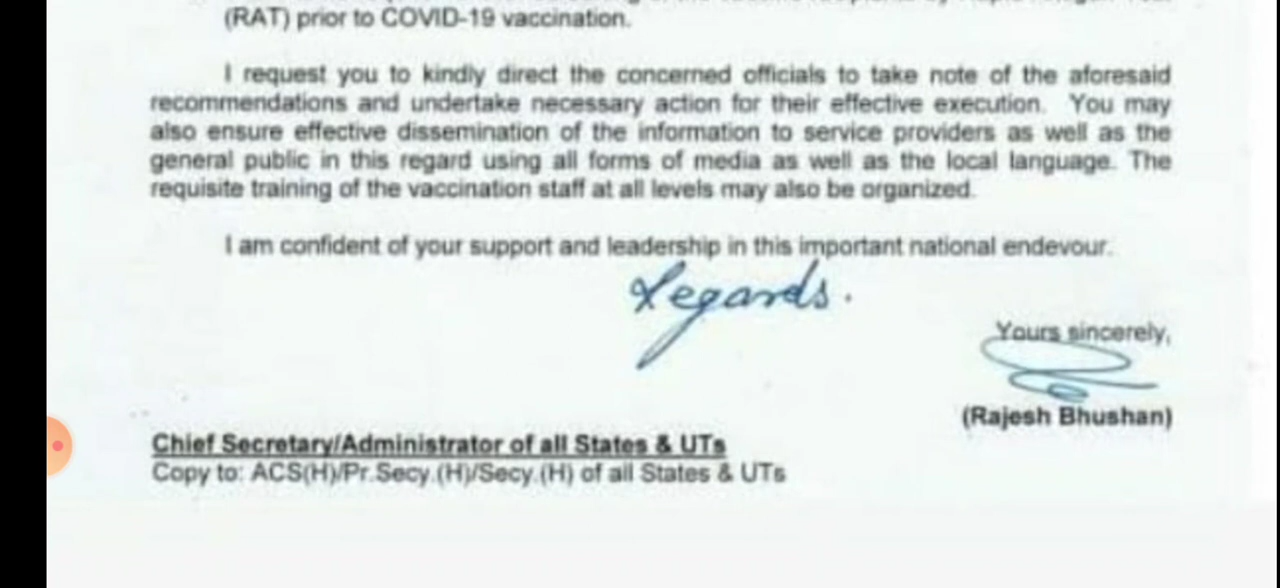 (RAT) prior to COVID-19 vaccination.
I request you to kindly direct the concerned officials to take note of the aforesaid
recommendations and undertake necessary action for their effective execution. You may
also ensure effective dissemination of the information to service providers as well as the
general public in this regard using all forms of media as well as the local language. The
requisite training of the vaccination staff at all levels may also be organized.
I am confident of your support and leadership in this important national endevour.
Regards.
Yours sincerely,
(Rajesh Bhushan)
Chief Secretary/Administrator of all States & UTs
Copy to: ACS(H)/Pr.Secy.(H)/Secy.(H) of all States & UTs